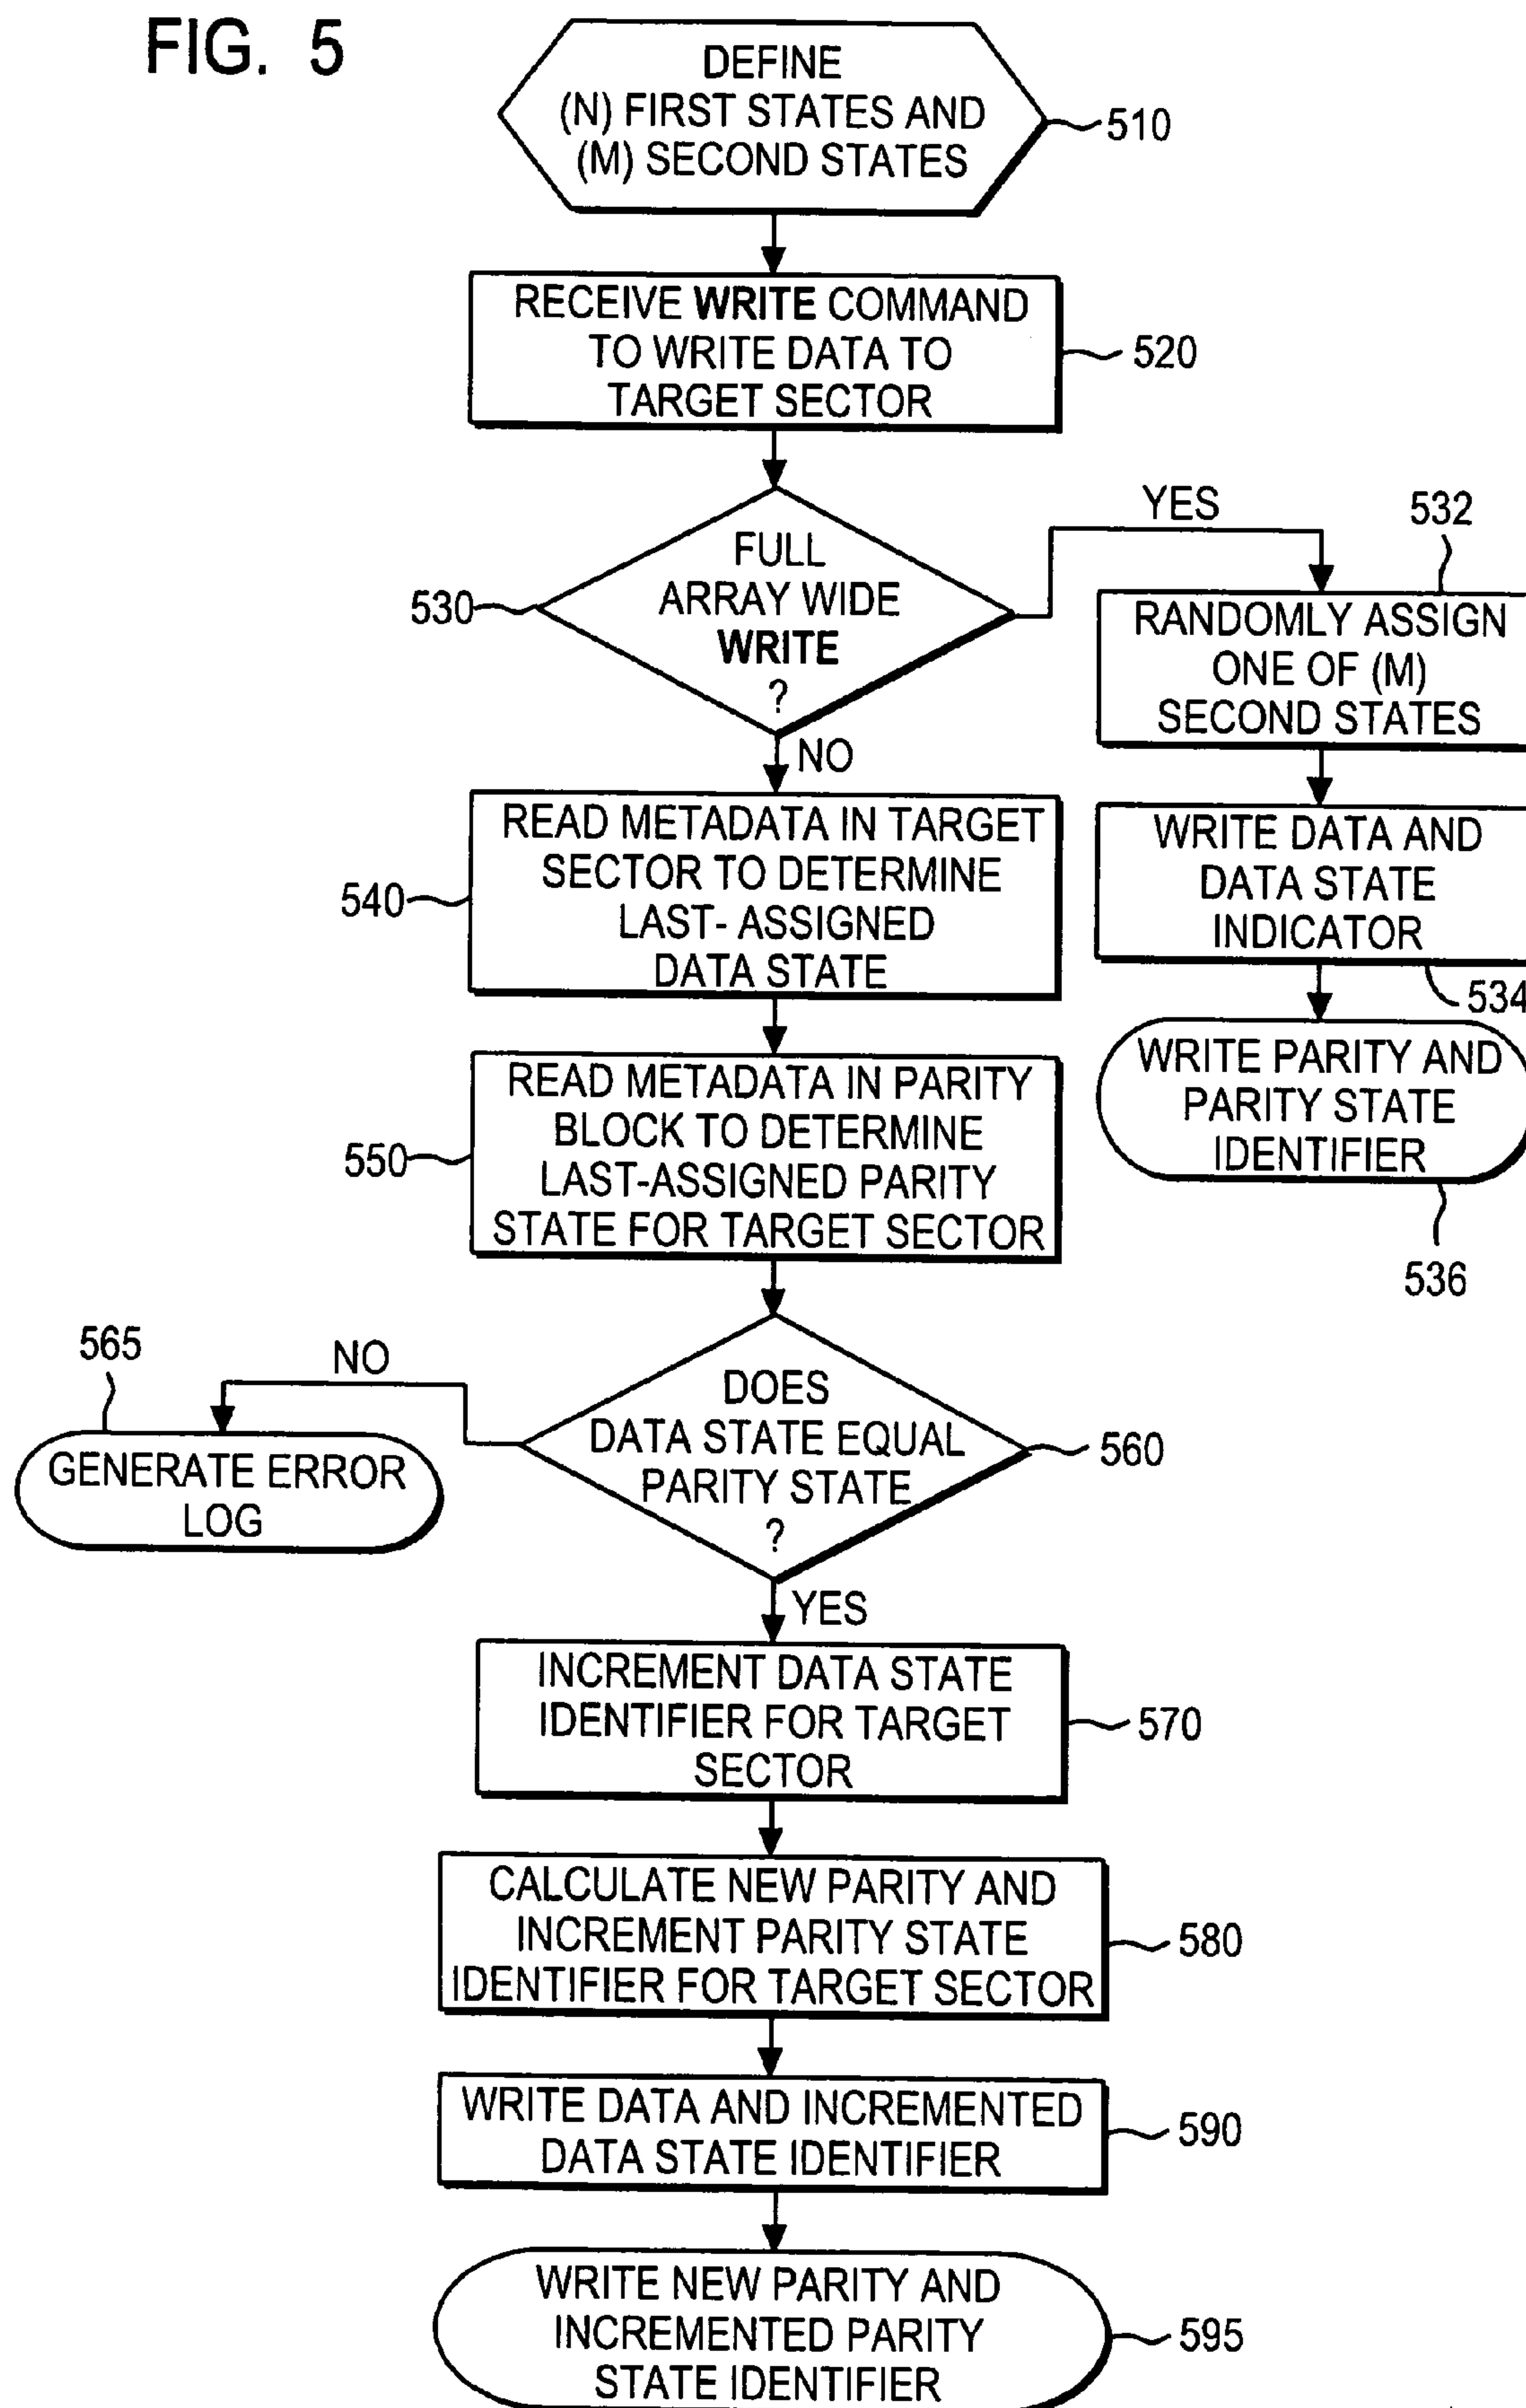 FIG. 5
DEFINE
(N) FIRST STATES AND
(M) SECOND STATES
510
RECEIVE WRITE COMMAND
TO WRITE DATA TO
TARGET SECTOR
520
FULL
ARRAY WIDE
WRITE
?
530
YES
532
RANDOMLY ASSIGN
ONE OF (M)
SECOND STATES
WRITE DATA AND
DATA STATE
INDICATOR
534
WRITE PARITY AND
PARITY STATE
IDENTIFIER
536
NO
READ METADATA IN TARGET
SECTOR TO DETERMINE
LAST- ASSIGNED
DATA STATE
540
READ METADATA IN PARITY
BLOCK TO DETERMINE
LAST-ASSIGNED PARITY
STATE FOR TARGET SECTOR
550
DOES
DATA STATE EQUAL
PARITY STATE
?
560
NO
565
GENERATE ERROR
LOG
YES
INCREMENT DATA STATE
IDENTIFIER FOR TARGET
SECTOR
570
CALCULATE NEW PARITY AND
INCREMENT PARITY STATE
IDENTIFIER FOR TARGET SECTOR
580
WRITE DATA AND INCREMENTED
DATA STATE IDENTIFIER
590
WRITE NEW PARITY AND
INCREMENTED PARITY
STATE IDENTIFIER
595